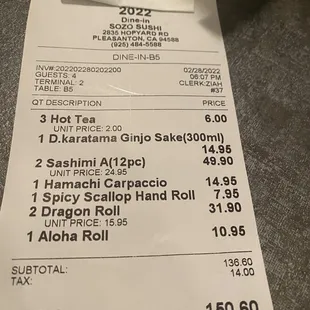 2022
Dine-in
SOZO SUSHI
2835 HOPYARD RD
PLEASANTON, CA 94588
(925) 484-5588
DINE-IN-B5
INV#:202202280202200 02/28/2022
GUESTS: 4 06:07 PM
TERMINAL: 2 CLERK:ZIAH
TABLE: B5 #37
QT DESCRIPTION PRICE
3 Hot Tea 6.00
UNIT PRICE: 2.00
1 D.karatama Ginjo Sake(300ml)
14.95
2 Sashimi A(12pc) 49.90
UNIT PRICE: 24.95
1 Hamachi Carpaccio 14.95
1 Spicy Scallop Hand Roll 7.95
2 Dragon Roll 31.90
UNIT PRICE: 15.95
1 Aloha Roll 10.95
SUBTOTAL: 136.60
TAX: 14.00
150.60